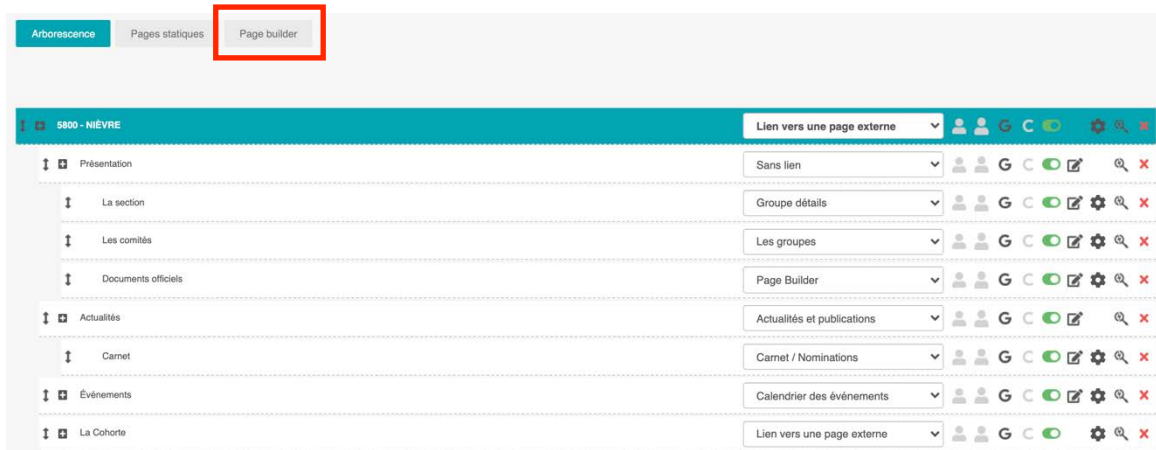 Arborescence Pages statiques Page builder
5800 - NIÈVRE Lien vers une page externe G C
Présentation Sans lien G C
La section Groupe détails G C
Les comités Les groupes G C
Documents officiels Page Builder G C
Actualités Actualités et publications G C
Carnet Carnet / Nominations G C
Événements Calendrier des événements G C
La Cohorte Lien vers une page externe G C